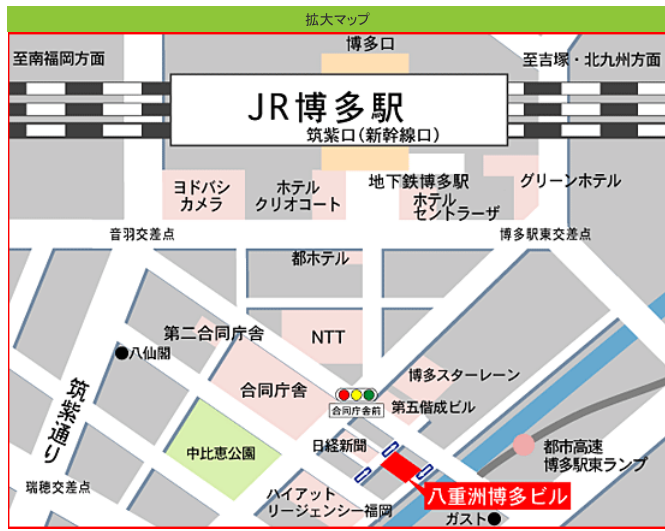 拡大マップ
博多口
至南福岡方面
至吉塚・北九州方面
JR博多駅
筑紫口(新幹線口)
ヨドバシ
カメラ
ホテル
クリオコート
地下鉄博多駅
ホテル
セントラーザ
グリーンホテル
音羽交差点
博多駅東交差点
都ホテル
第二合同庁舎
NTT
八仙閣
合同庁舎
博多スターレーン
合同庁舎前
第五偕成ビル
筑紫通り
中比恵公園
日経新聞
都市高速
博多駅東ランプ
瑞穂交差点
ハイアット
リージェンシー福岡
八重洲博多ビル
ガスト